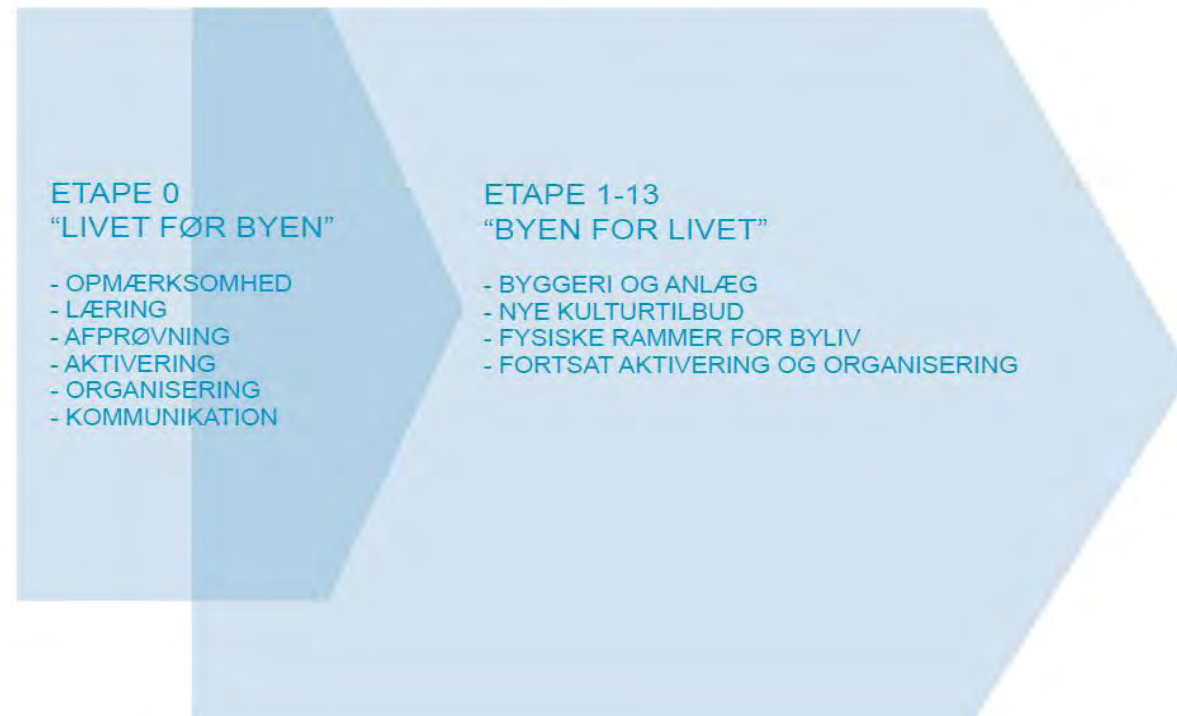 ETAPE 0
“LIVET FØR BYEN”
- OPMÆRKSOMHED
- LÆRING
- AFPRØVNING
- AKTIVERING
- ORGANISERING
- KOMMUNIKATION
ETAPE 1-13
“BYEN FOR LIVET”
- BYGGERI OG ANLÆG
- NYE KULTURTILBUD
- FYSISKE RAMMER FOR BYLIV
- FORTSAT AKTIVERING OG ORGANISERING